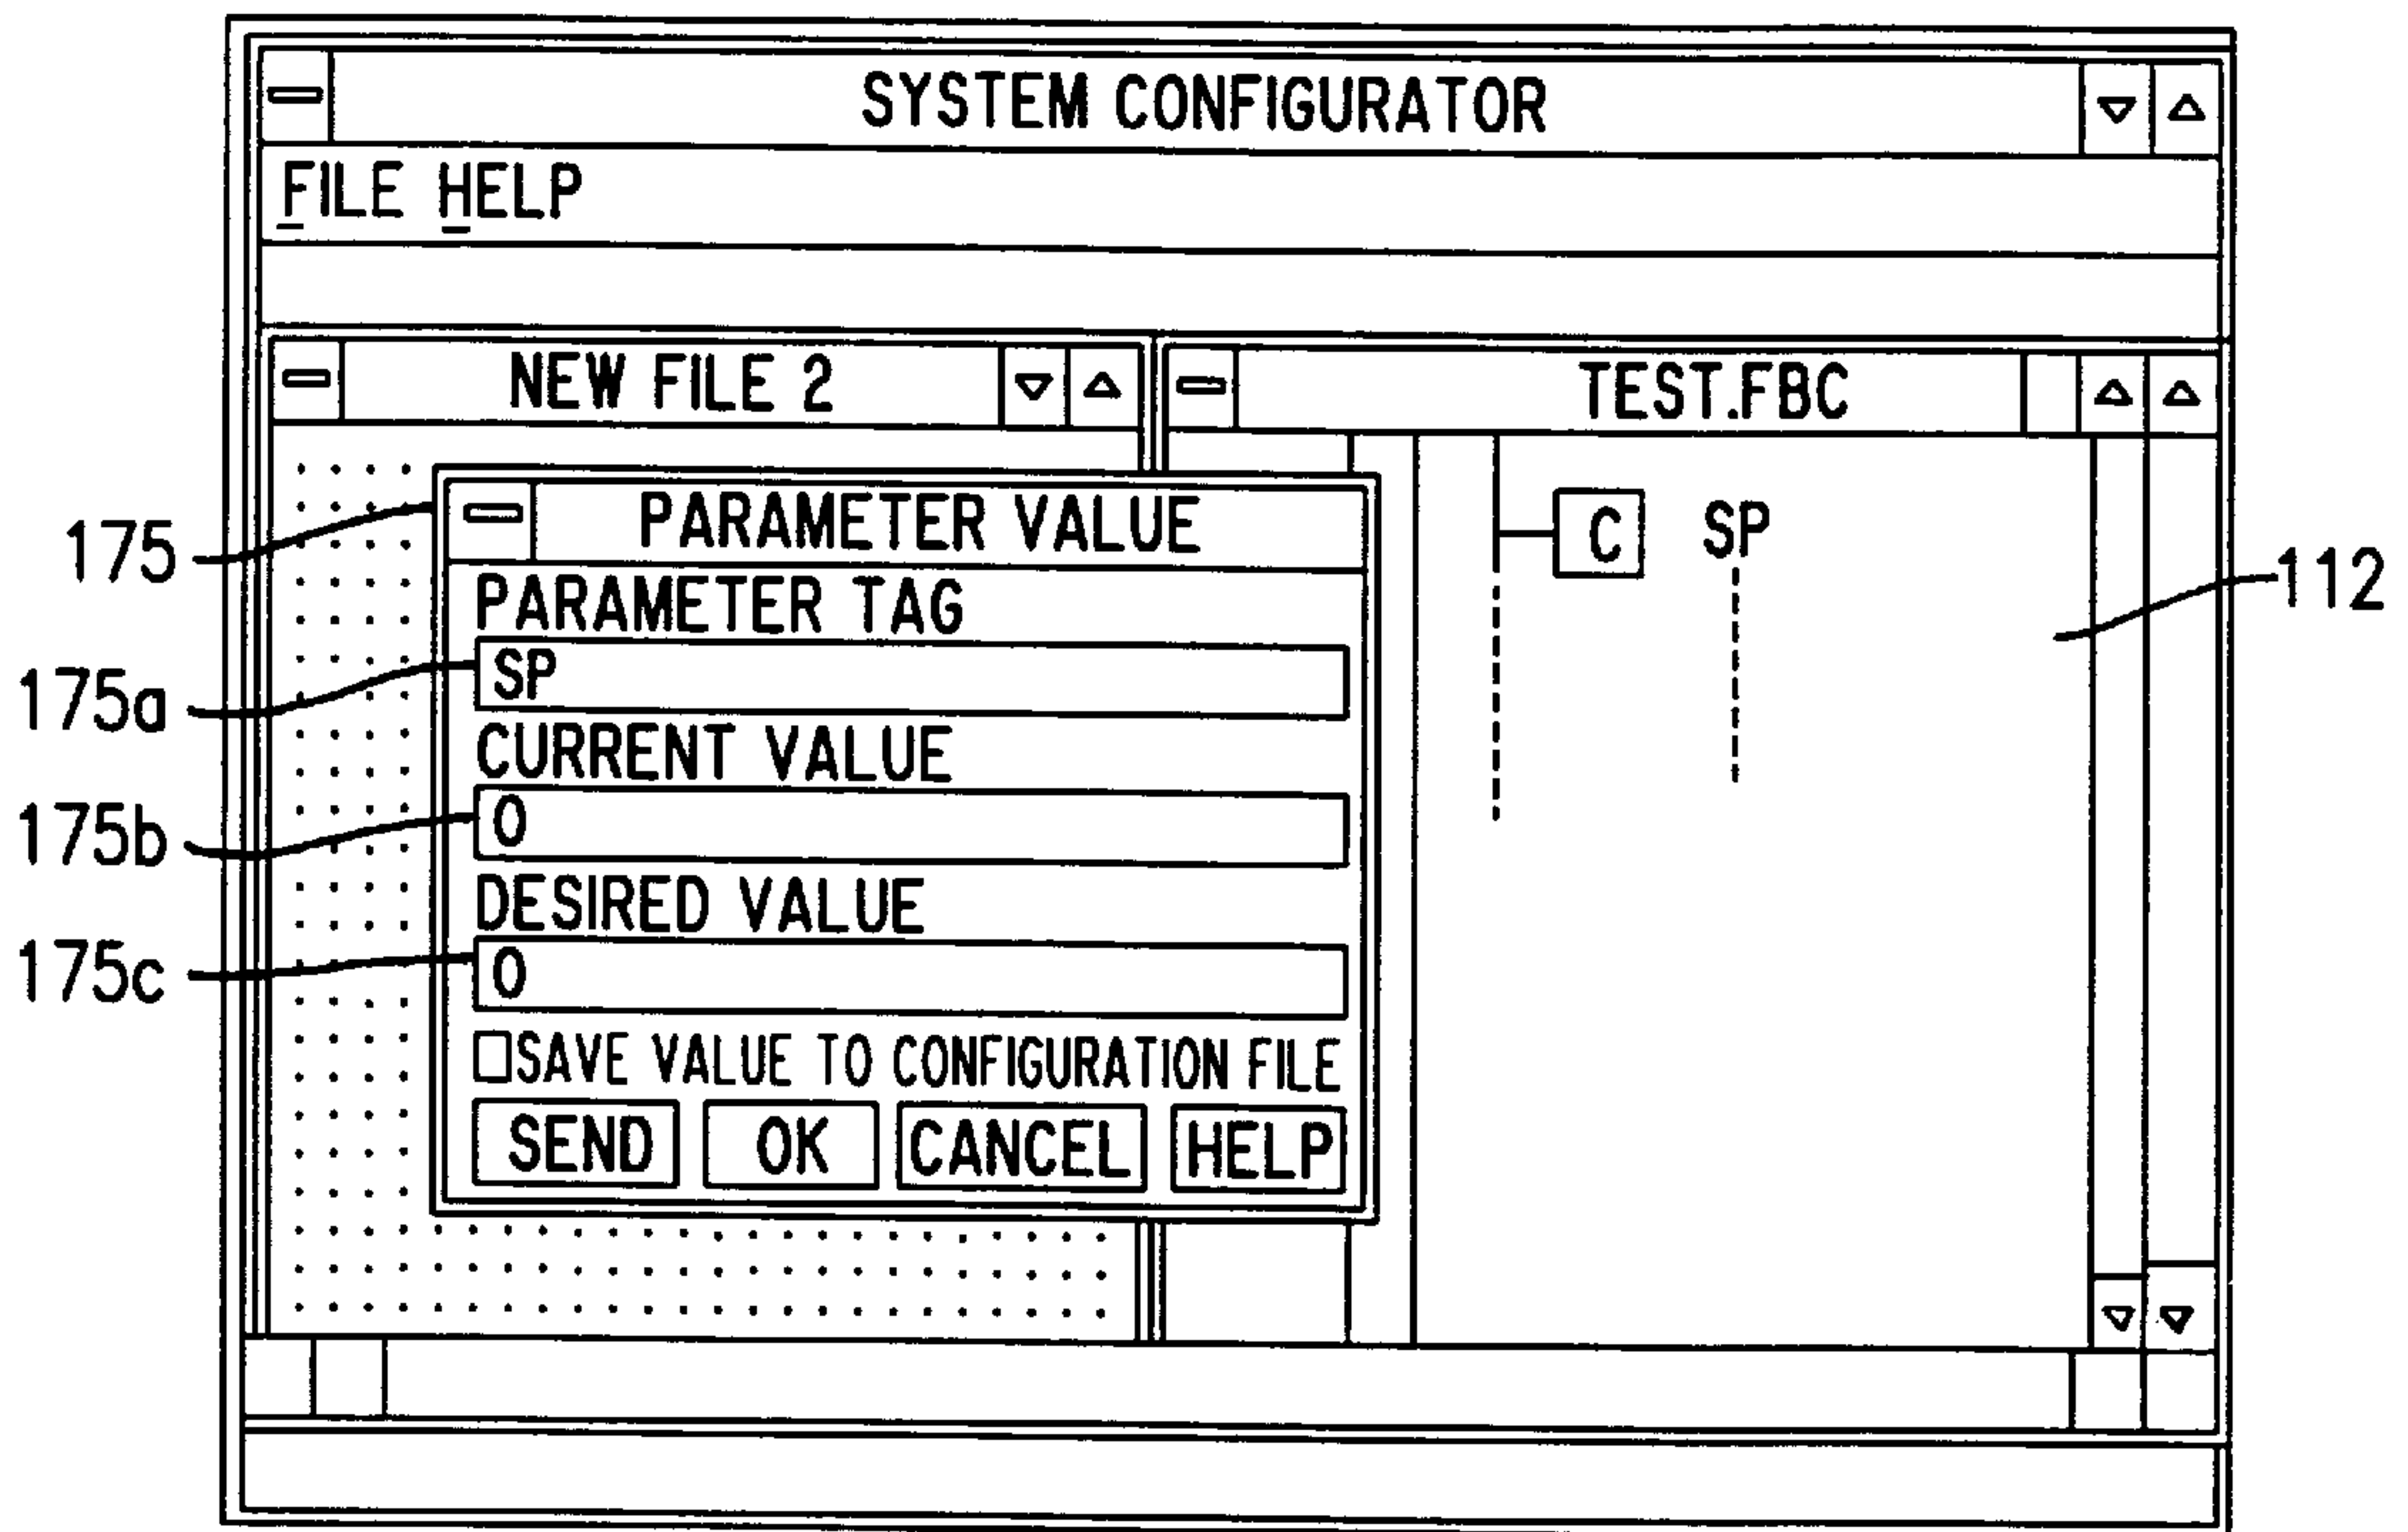 SYSTEM CONFIGURATOR
FILE HELP
NEW FILE 2
TEST.FBC
175
PARAMETER VALUE
C SP
112
PARAMETER TAG
175a
SP
CURRENT VALUE
175b
0
DESIRED VALUE
175c
0
SAVE VALUE TO CONFIGURATION FILE
SEND OK CANCEL HELP